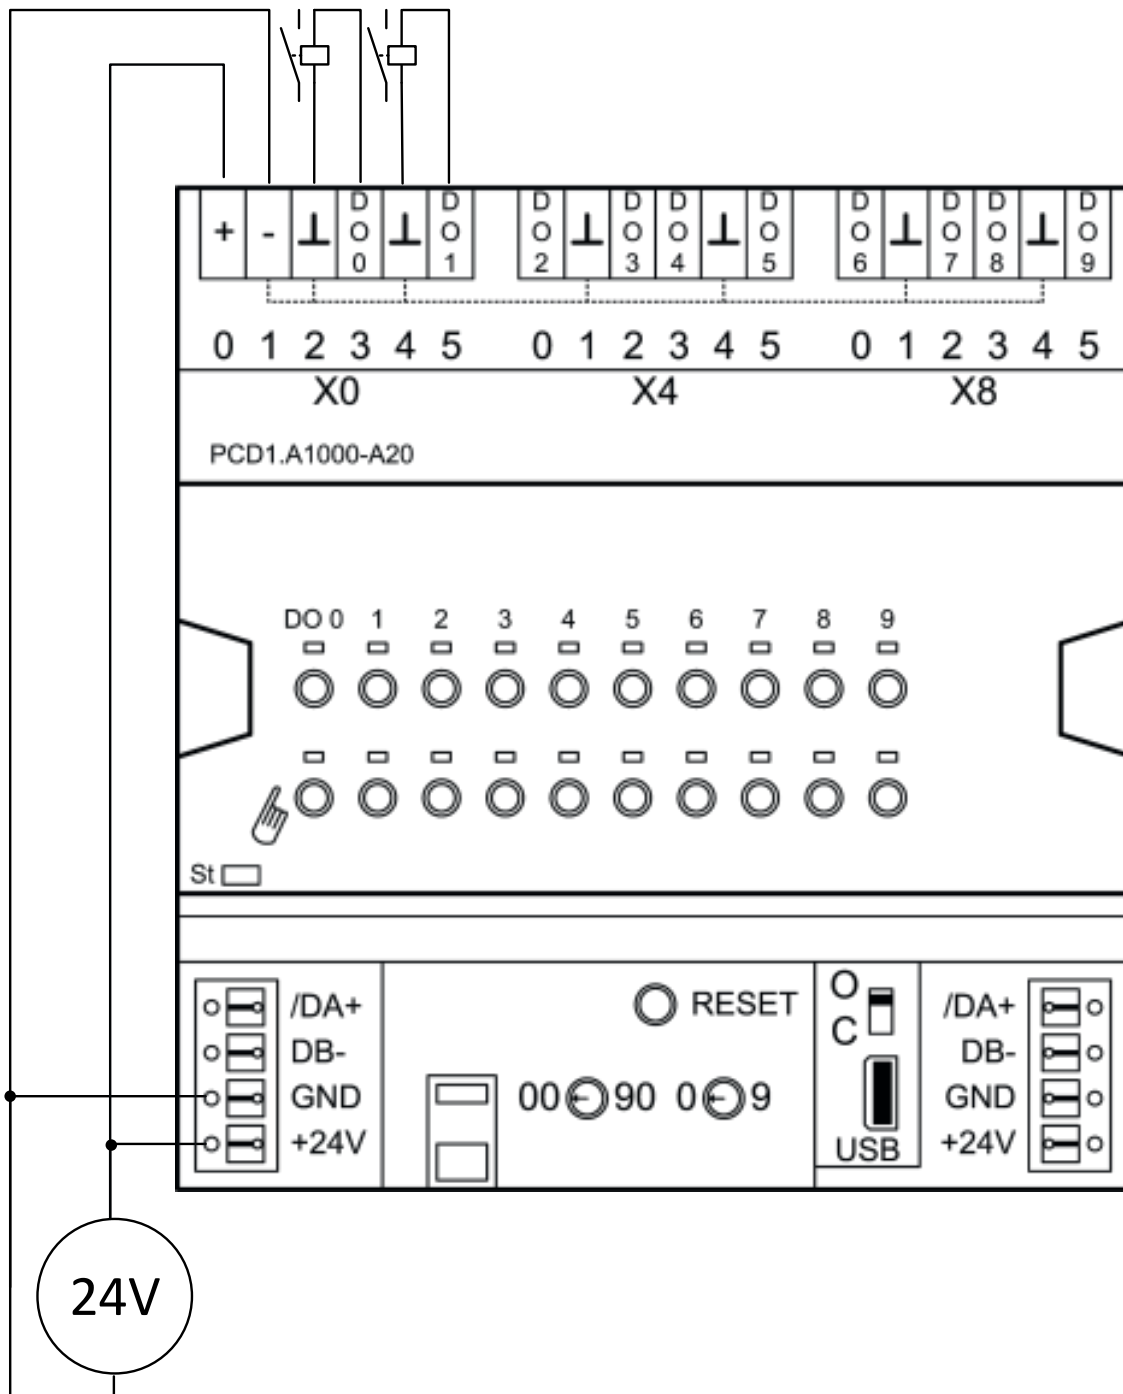 + - ⊥ DO0 ⊥ DO1 DO2 ⊥ DO3 DO4 ⊥ DO5 DO6 ⊥ DO7 DO8 ⊥ DO9
0 1 2 3 4 5 0 1 2 3 4 5 0 1 2 3 4 5
X0 X4 X8
PCD1.A1000-A20
DO 0 1 2 3 4 5 6 7 8 9
St
/DA+
DB-
GND
+24V
RESET
00 90 0 9
O
C
USB
/DA+
DB-
GND
+24V
24V